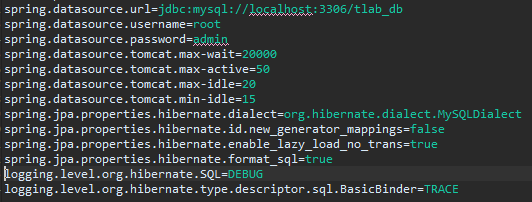 spring.datasource.url=jdbc:mysql://localhost:3306/tlab_db
spring.datasource.username=root
spring.datasource.password=admin
spring.datasource.tomcat.max-wait=20000
spring.datasource.tomcat.max-active=50
spring.datasource.tomcat.max-idle=20
spring.datasource.tomcat.min-idle=15
spring.jpa.properties.hibernate.dialect=org.hibernate.dialect.MySQLDialect
spring.jpa.properties.hibernate.id.new_generator_mappings=false
spring.jpa.properties.hibernate.enable_lazy_load_no_trans=true
spring.jpa.properties.hibernate.format_sql=true
logging.level.org.hibernate.SQL=DEBUG
logging.level.org.hibernate.type.descriptor.sql.BasicBinder=TRACE